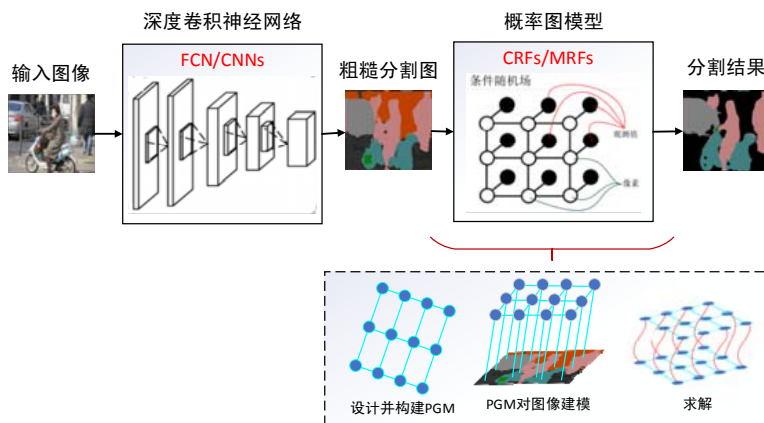 深度卷积神经网络
概率图模型
输入图像
FCN/CNNs
粗糙分割图
CRFs/MRFs
分割结果
条件随机场
观测值
像素
设计并构建PGM
PGM对图像建模
求解